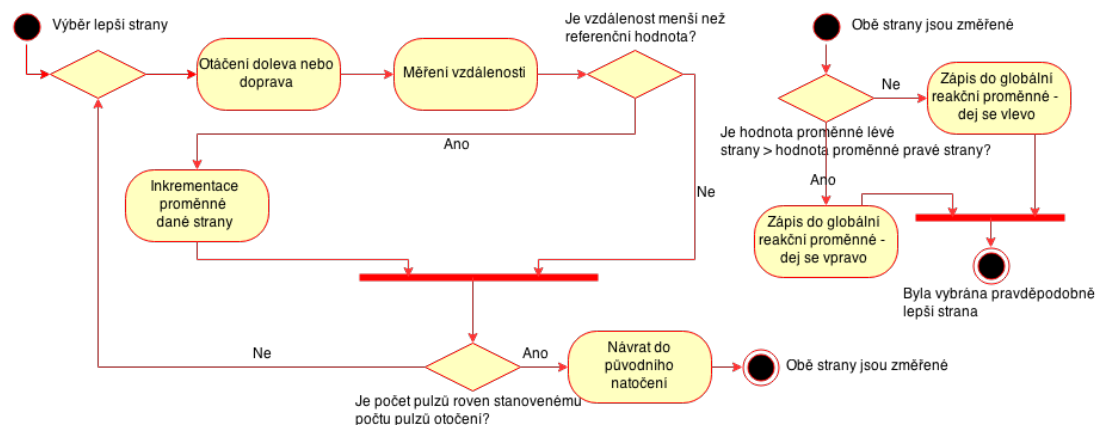 Výběr lepší strany
Otáčení doleva nebo
doprava
Měření vzdálenosti
Je vzdálenost menší než
referenční hodnota?
Ano
Ne
Inkrementace
proměnné
dané strany
Ne
Ano
Je počet pulzů roven stanovenému
počtu pulzů otočení?
Návrat do
původního
natočení
Obě strany jsou změřené
Obě strany jsou změřené
Ne
Zápis do globální
reakční proměnné -
dej se vlevo
Je hodnota proměnné lévé
strany > hodnota proměnné pravé strany?
Ano
Zápis do globální
reakční proměnné -
dej se vpravo
Byla vybrána pravděpodobně
lepší strana